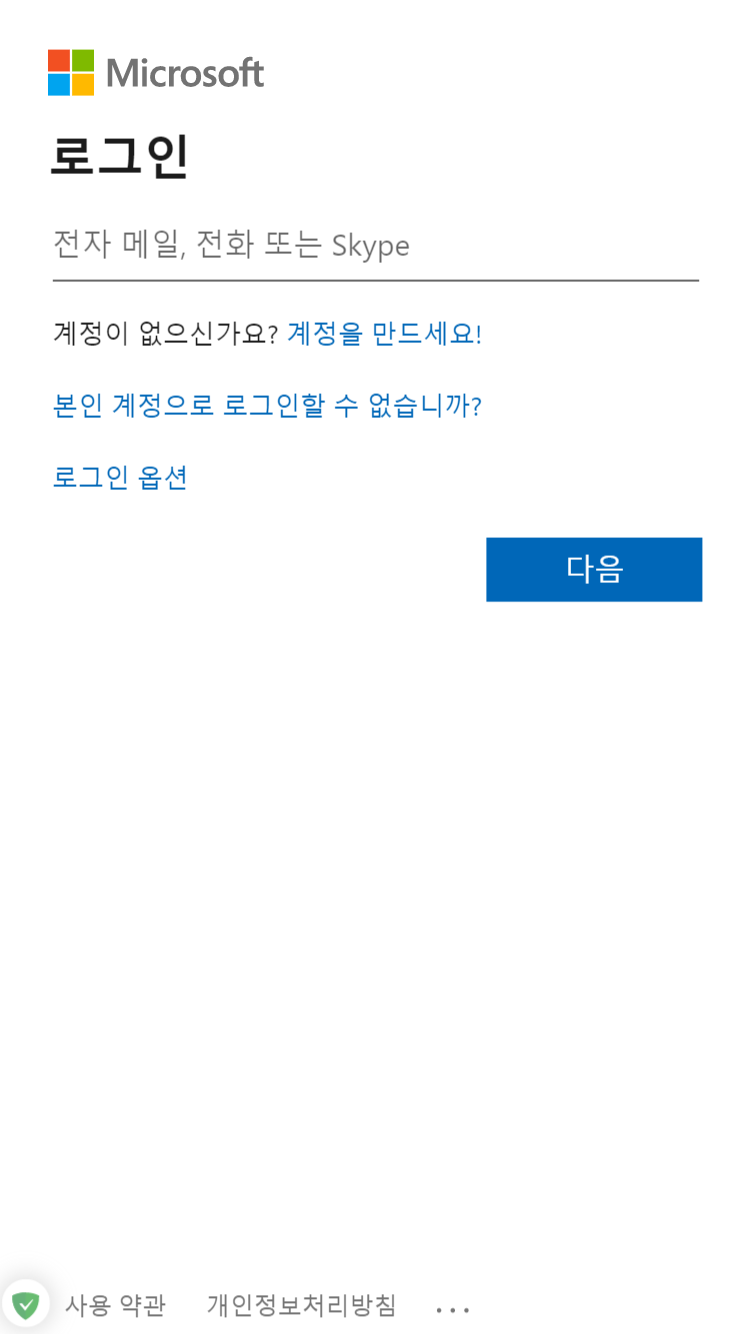 Microsoft
로그인
전자 메일, 전화 또는 Skype
계정이 없으신가요? 계정을 만드세요!
본인 계정으로 로그인할 수 없습니까?
로그인 옵션
다음
사용 약관 개인정보처리방침 ...